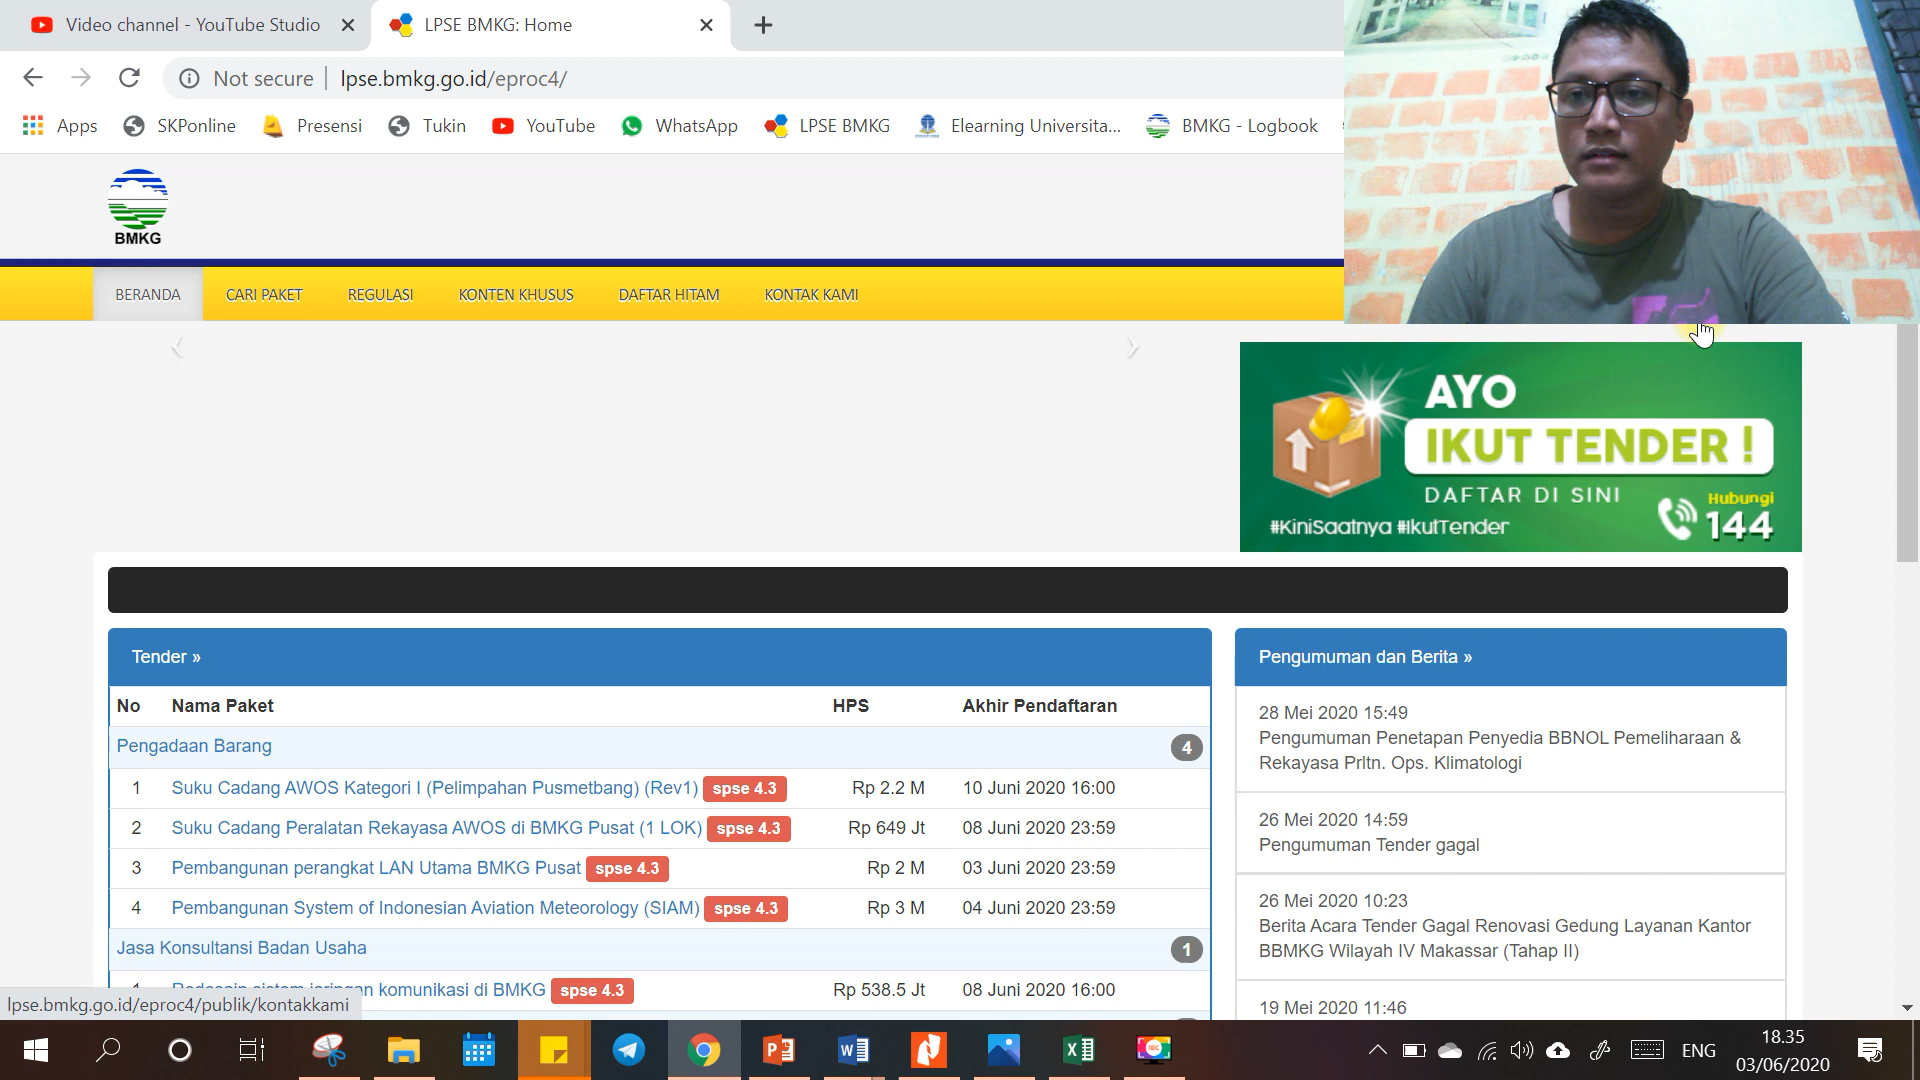 Video channel - YouTube Studio
LPSE BMKG: Home
Not secure
lpse.bmkg.go.id/eproc4/
Apps
SKPonline
Presensi
Tukin
YouTube
WhatsApp
LPSE BMKG
Elearning Universita...
BMKG - Logbook
BMKG
BERANDA
CARI PAKET
REGULASI
KONTEN KHUSUS
DAFTAR HITAM
KONTAK KAMI
AYO
IKUT TENDER !
DAFTAR DI SINI
#KiniSaatnya #IkutTender
Hubungi
144
Tender »
No Nama Paket HPS Akhir Pendaftaran
Pengadaan Barang 4
1 Suku Cadang AWOS Kategori I (Pelimpahan Pusmetbang) (Rev1) spse 4.3 Rp 2.2 M 10 Juni 2020 16:00
2 Suku Cadang Peralatan Rekayasa AWOS di BMKG Pusat (1 LOK) spse 4.3 Rp 649 Jt 08 Juni 2020 23:59
3 Pembangunan perangkat LAN Utama BMKG Pusat spse 4.3 Rp 2 M 03 Juni 2020 23:59
4 Pembangunan System of Indonesian Aviation Meteorology (SIAM) spse 4.3 Rp 3 M 04 Juni 2020 23:59
Jasa Konsultansi Badan Usaha 1
1 Redesain sistem jaringan komunikasi di BMKG spse 4.3 Rp 538.5 Jt 08 Juni 2020 16:00
Pengumuman dan Berita »
28 Mei 2020 15:49
Pengumuman Penetapan Penyedia BBNOL Pemeliharaan &
Rekayasa Prltn. Ops. Klimatologi
26 Mei 2020 14:59
Pengumuman Tender gagal
26 Mei 2020 10:23
Berita Acara Tender Gagal Renovasi Gedung Layanan Kantor
BBMKG Wilayah IV Makassar (Tahap II)
19 Mei 2020 11:46
lpse.bmkg.go.id/eproc4/publik/kontakkami
ENG
18.35
03/06/2020